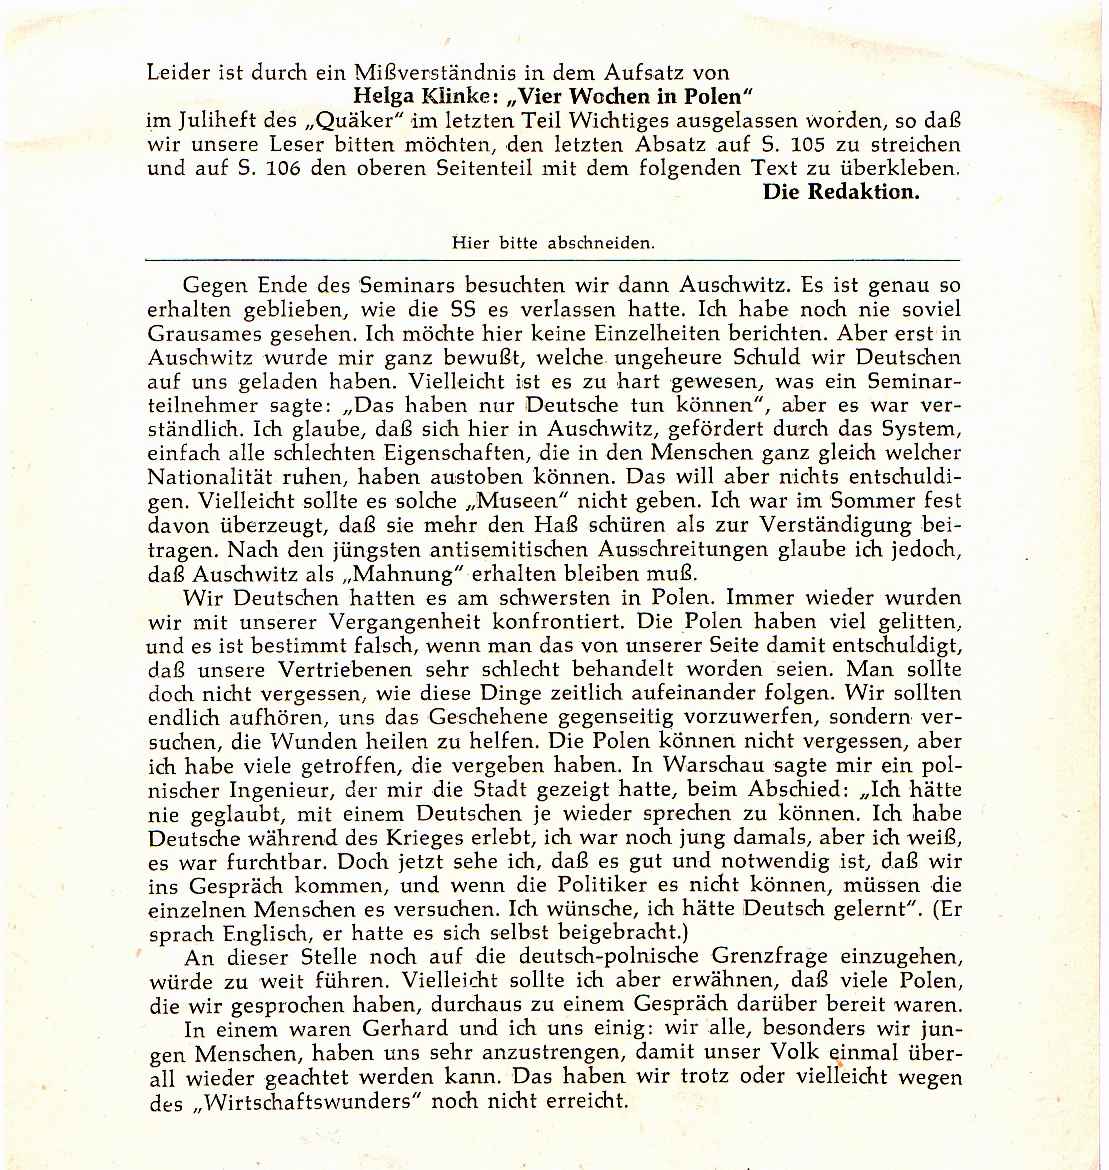 Leider ist durch ein Mißverständnis in dem Aufsatz von
Helga Klinke: „Vier Wochen in Polen“
im Juliheft des „Quäker“ im letzten Teil Wichtiges ausgelassen worden, so daß
wir unsere Leser bitten möchten, den letzten Absatz auf S. 105 zu streichen
und auf S. 106 den oberen Seitenteil mit dem folgenden Text zu überkleben.
Die Redaktion.
Hier bitte abschneiden.
Gegen Ende des Seminars besuchten wir dann Auschwitz. Es ist genau so
erhalten geblieben, wie die SS es verlassen hatte. Ich habe noch nie soviel
Grausames gesehen. Ich möchte hier keine Einzelheiten berichten. Aber erst in
Auschwitz wurde mir ganz bewußt, welche ungeheure Schuld wir Deutschen
auf uns geladen haben. Vielleicht ist es zu hart gewesen, was ein Seminar-
teilnehmer sagte: „Das haben nur Deutsche tun können“, aber es war ver-
ständlich. Ich glaube, daß sich hier in Auschwitz, gefördert durch das System,
einfach alle schlechten Eigenschaften, die in den Menschen ganz gleich welcher
Nationalität ruhen, haben austoben können. Das will aber nichts entschuldi-
gen. Vielleicht sollte es solche „Museen“ nicht geben. Ich war im Sommer fest
davon überzeugt, daß sie mehr den Haß schüren als zur Verständigung bei-
tragen. Nach den jüngsten antisemitischen Ausschreitungen glaube ich jedoch,
daß Auschwitz als „Mahnung“ erhalten bleiben muß.
Wir Deutschen hatten es am schwersten in Polen. Immer wieder wurden
wir mit unserer Vergangenheit konfrontiert. Die Polen haben viel gelitten,
und es ist bestimmt falsch, wenn man das von unserer Seite damit entschuldigt,
daß unsere Vertriebenen sehr schlecht behandelt worden seien. Man sollte
doch nicht vergessen, wie diese Dinge zeitlich aufeinander folgen. Wir sollten
endlich aufhören, uns das Geschehene gegenseitig vorzuwerfen, sondern ver-
suchen, die Wunden heilen zu helfen. Die Polen können nicht vergessen, aber
ich habe viele getroffen, die vergeben haben. In Warschau sagte mir ein pol-
nischer Ingenieur, der mir die Stadt gezeigt hatte, beim Abschied: „Ich hätte
nie geglaubt, mit einem Deutschen je wieder sprechen zu können. Ich habe
Deutsche während des Krieges erlebt, ich war noch jung damals, aber ich weiß,
es war furchtbar. Doch jetzt sehe ich, daß es gut und notwendig ist, daß wir
ins Gespräch kommen, und wenn die Politiker es nicht können, müssen die
einzelnen Menschen es versuchen. Ich wünsche, ich hätte Deutsch gelernt“. (Er
sprach Englisch, er hatte es sich selbst beigebracht.)
An dieser Stelle noch auf die deutsch-polnische Grenzfrage einzugehen,
würde zu weit führen. Vielleicht sollte ich aber erwähnen, daß viele Polen,
die wir gesprochen haben, durchaus zu einem Gespräch darüber bereit waren.
In einem waren Gerhard und ich uns einig: wir alle, besonders wir jun-
gen Menschen, haben uns sehr anzustrengen, damit unser Volk einmal über-
all wieder geachtet werden kann. Das haben wir trotz oder vielleicht wegen
des „Wirtschaftswunders“ noch nicht erreicht.